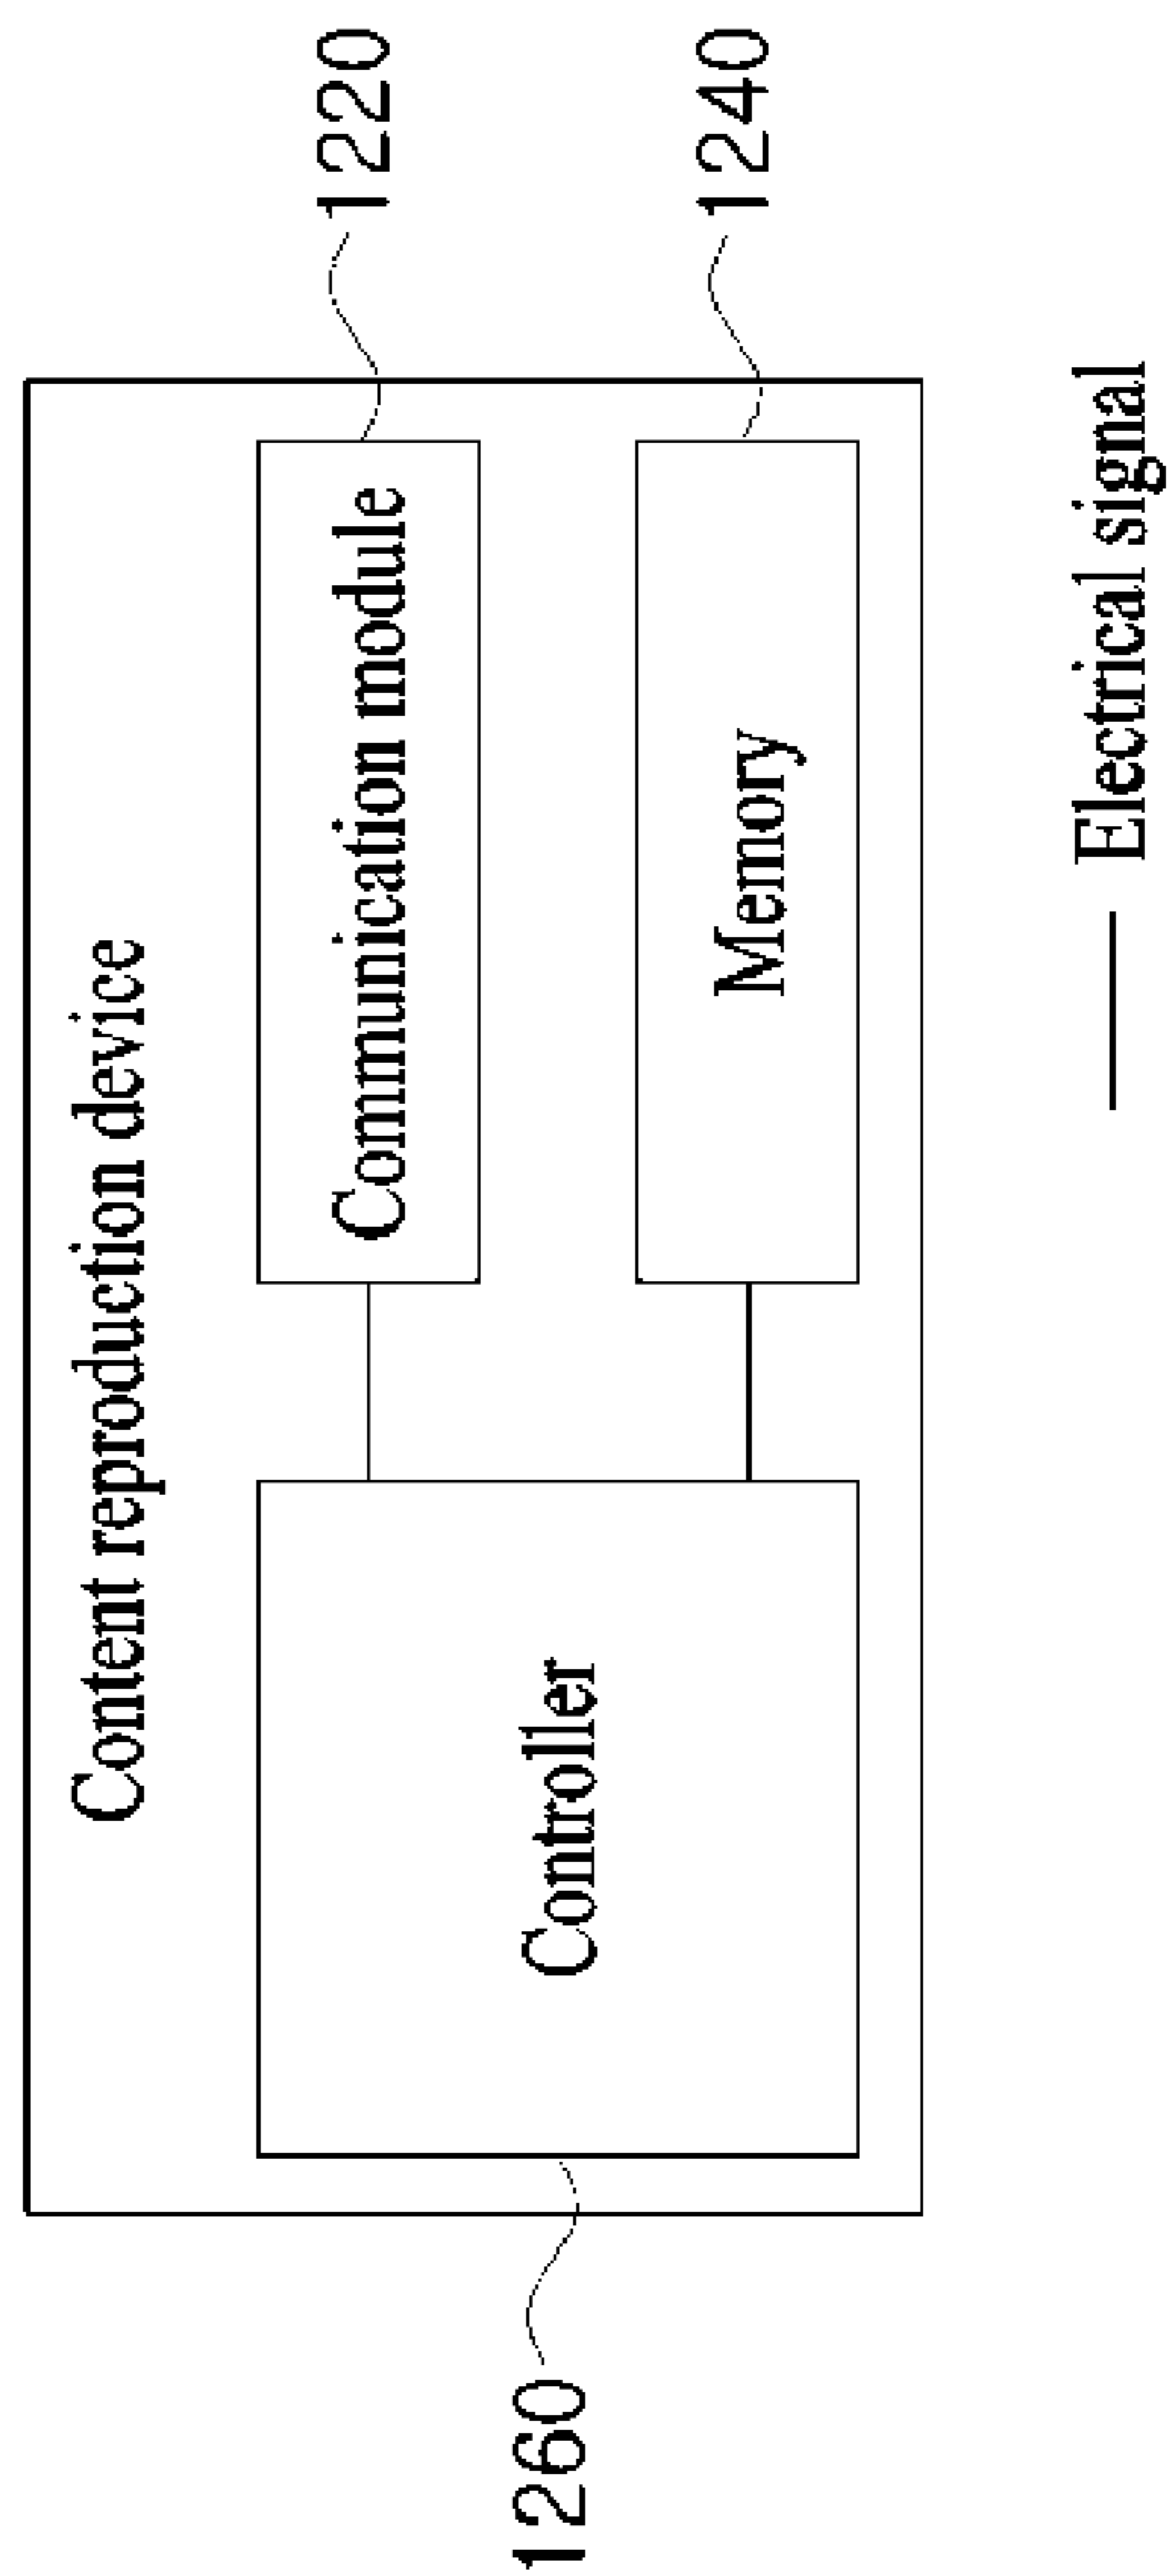 Content reproduction device
Communication module
1220
Controller
1260
Memory
1240
Electrical signal